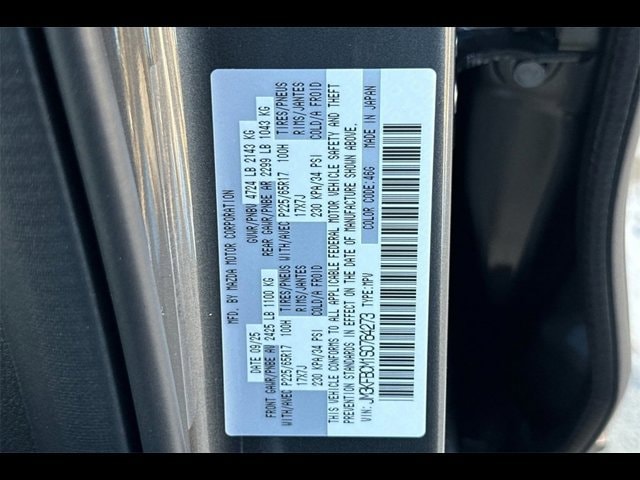 MFD. BY MAZDA MOTOR CORPORATION
DATE 09/25 GVWR/PNBV 4724 LB 2143 KG
FRONT GAWR/PNBE AV 2425 LB 1100 KG REAR GAWR/PNBE AR 2299 LB 1043 KG
WITH/AVEC P225/65R17 100H TIRES/PNEUS WITH/AVEC P225/65R17 100H TIRES/PNEUS
17X7J RIMS/JANTES 17X7J RIMS/JANTES
230 KPA/34 PSI COLD/A FROID 230 KPA/34 PSI COLD/A FROID
THIS VEHICLE CONFORMS TO ALL APPLICABLE FEDERAL MOTOR VEHICLE SAFETY AND THEFT
PREVENTION STANDARDS IN EFFECT ON THE DATE OF MANUFACTURE SHOWN ABOVE.
VIN: JM3KFBCM1S0764273 TYPE:MPV COLOR CODE:46G MADE IN JAPAN